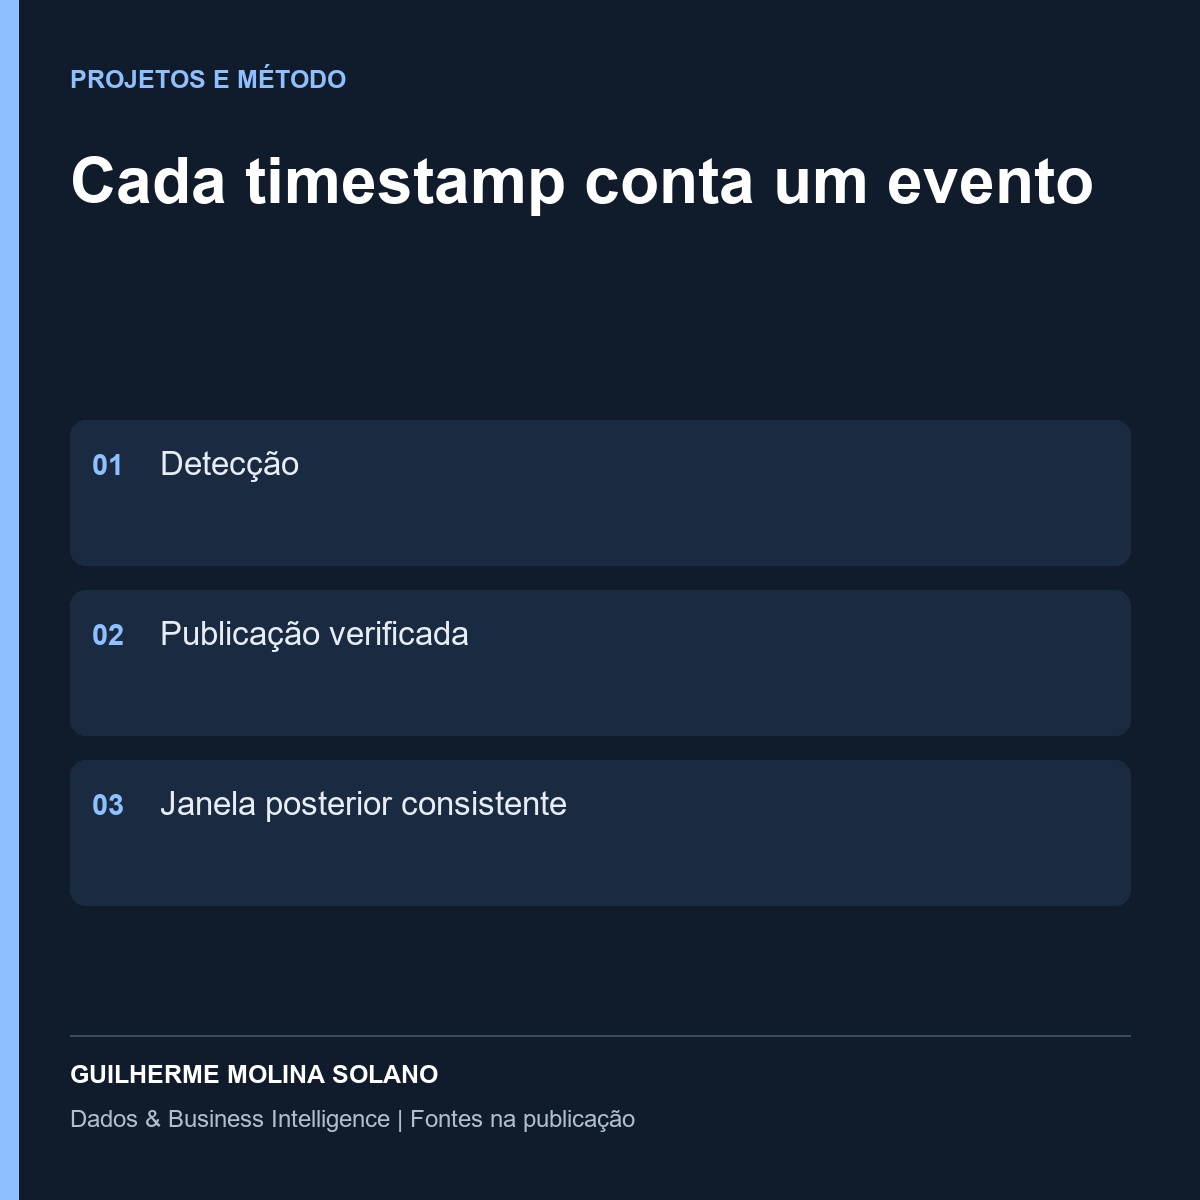 PROJETOS E MÉTODO
Cada timestamp conta um evento
01 Detecção
02 Publicação verificada
03 Janela posterior consistente
GUILHERME MOLINA SOLANO
Dados & Business Intelligence | Fontes na publicação